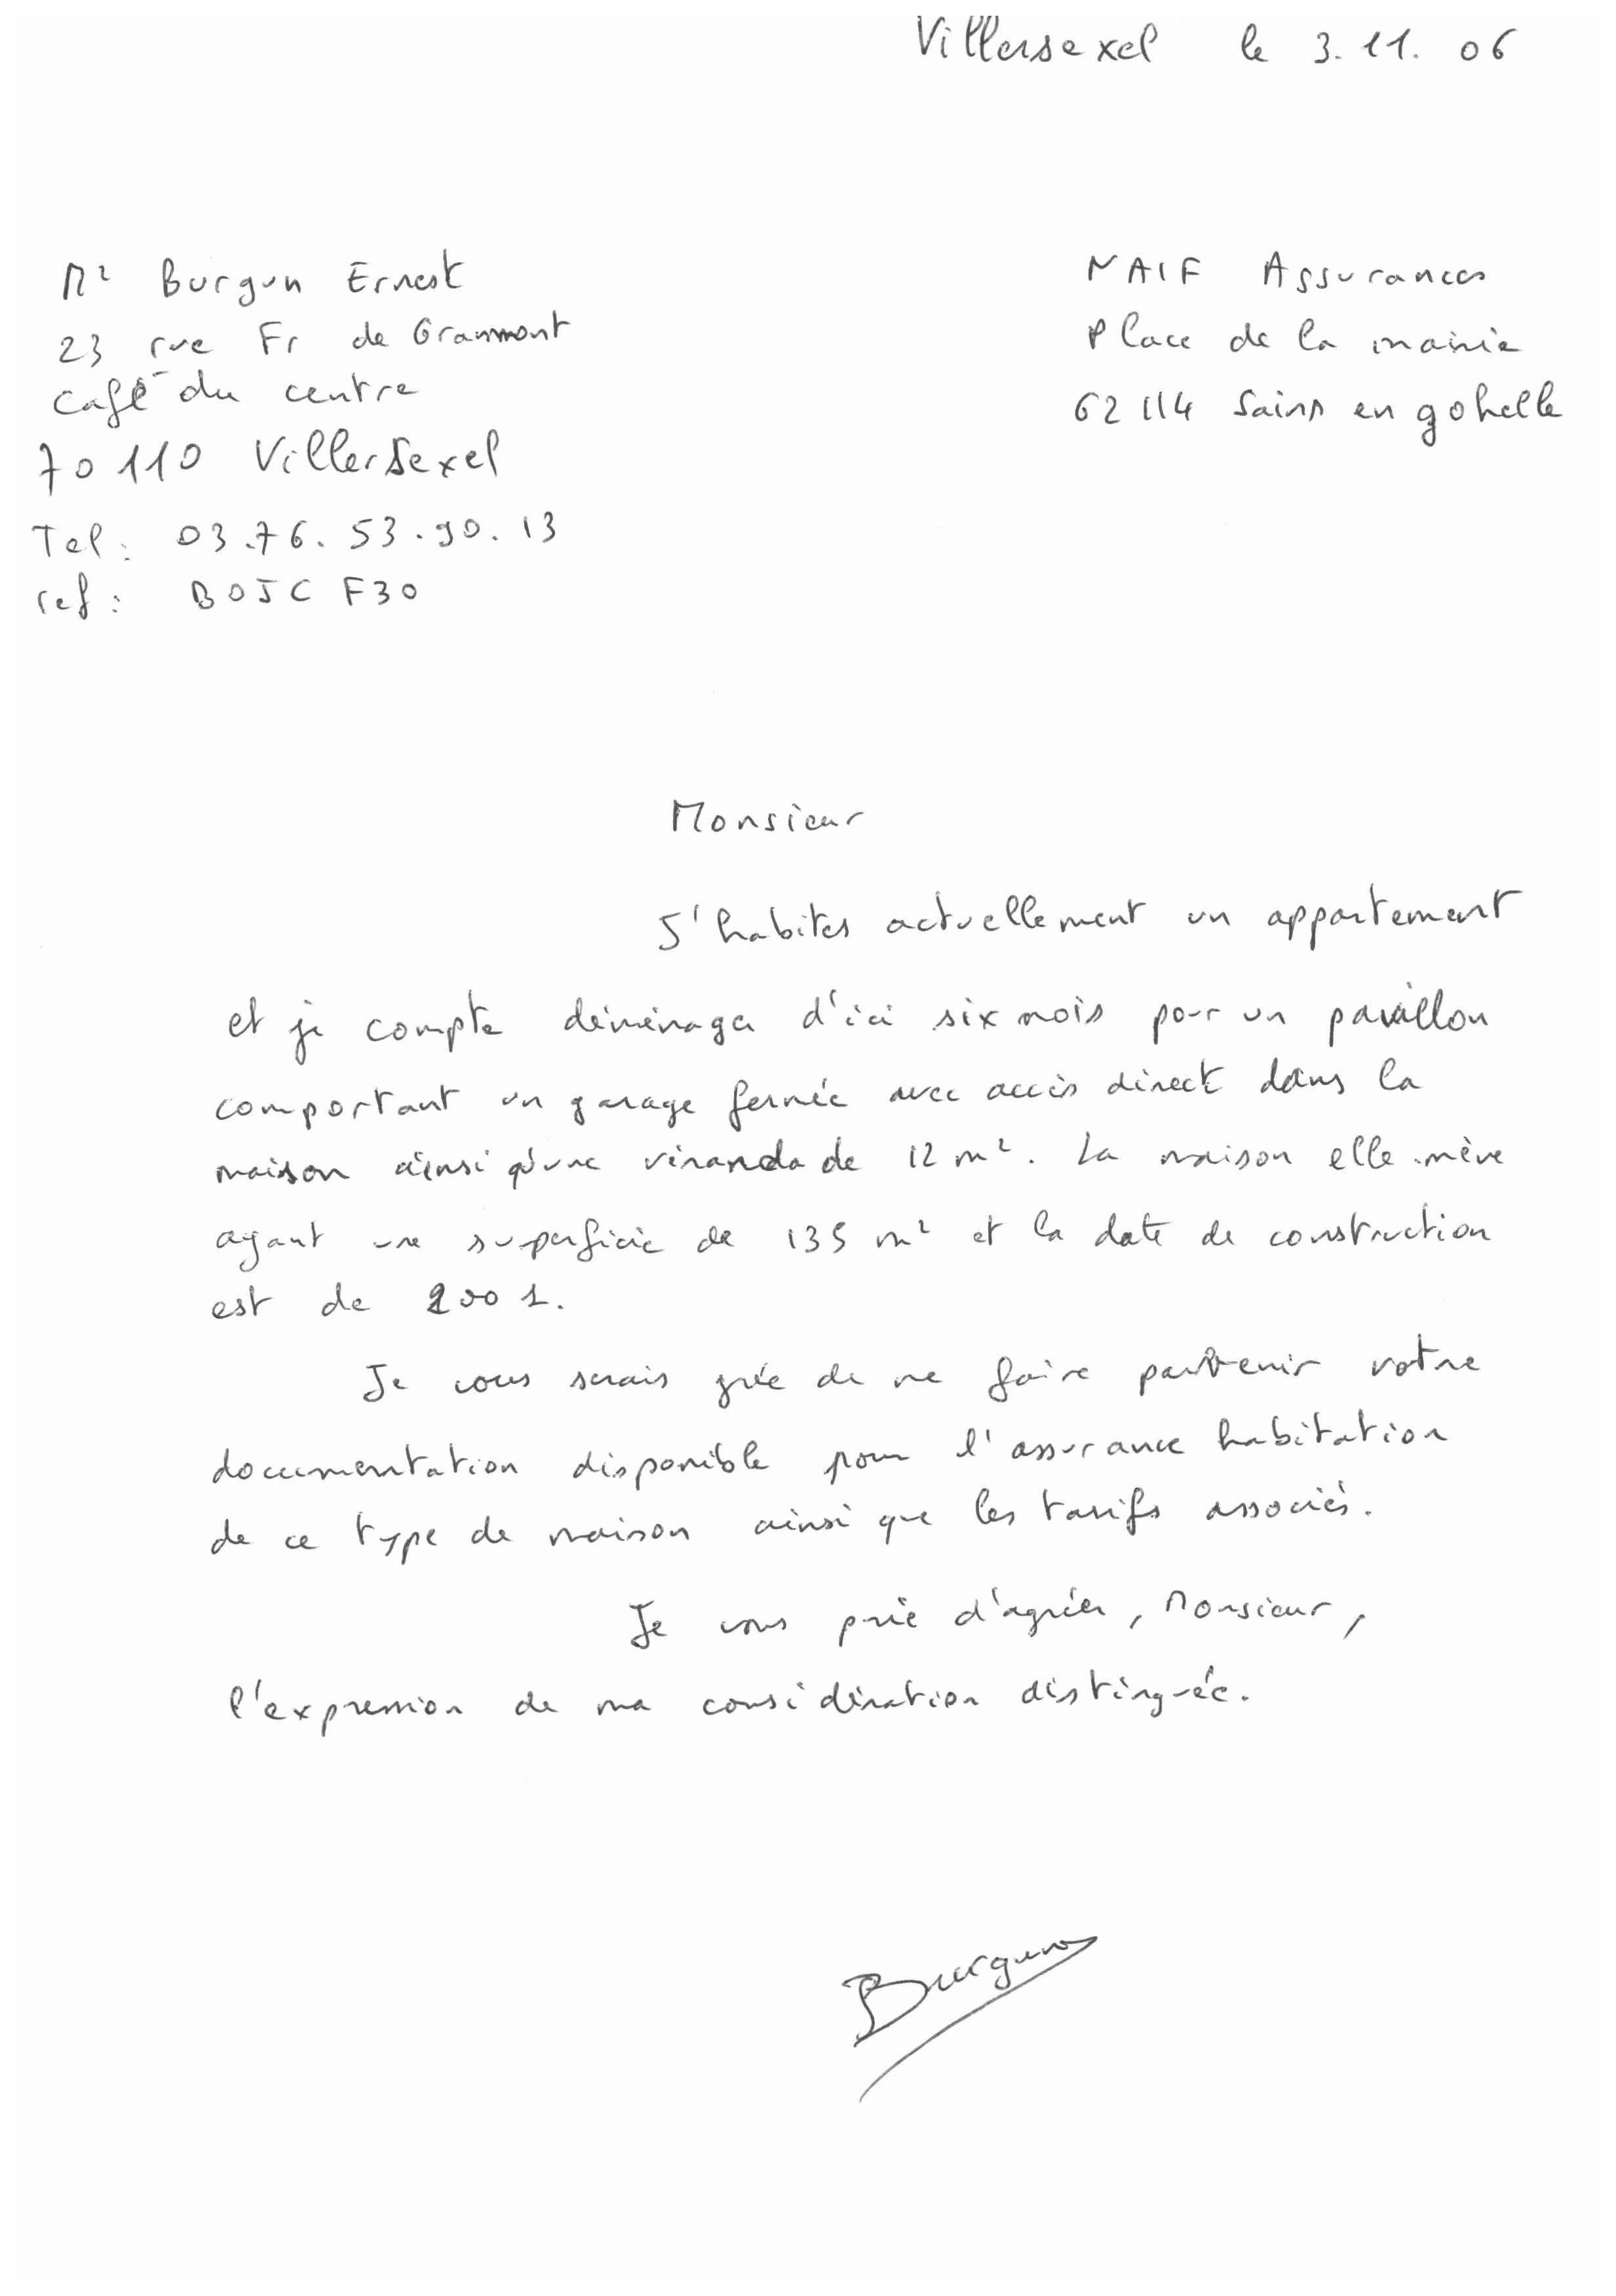 Villersexel le 3.11.06
Mr Burgun Ernest
23 rue Fr de Grammont
Café du centre
70110 Villersexel
Tel : 03.76.53.90.13
ref : BOJC F30
MAIF Assurances
Place de la mairie
62114 Sains en gohelle
Monsieur
J'habites actuellement un appartement
et je compte déménager d'ici six mois pour un pavillon
comportant un garage fermée avec accès direct dans la
maison ainsi qu'une véranda de 12 m². La maison elle-même
ayant une superficie de 135 m² et la date de construction
est de 2001.
Je vous serais grée de me faire parvenir votre
documentation disponible pour l'assurance habitation
de ce type de maison ainsi que les tarifs associés.
Je vous prie d'agréer, Monsieur,
l'expression de ma considération distinguée.
Burgun